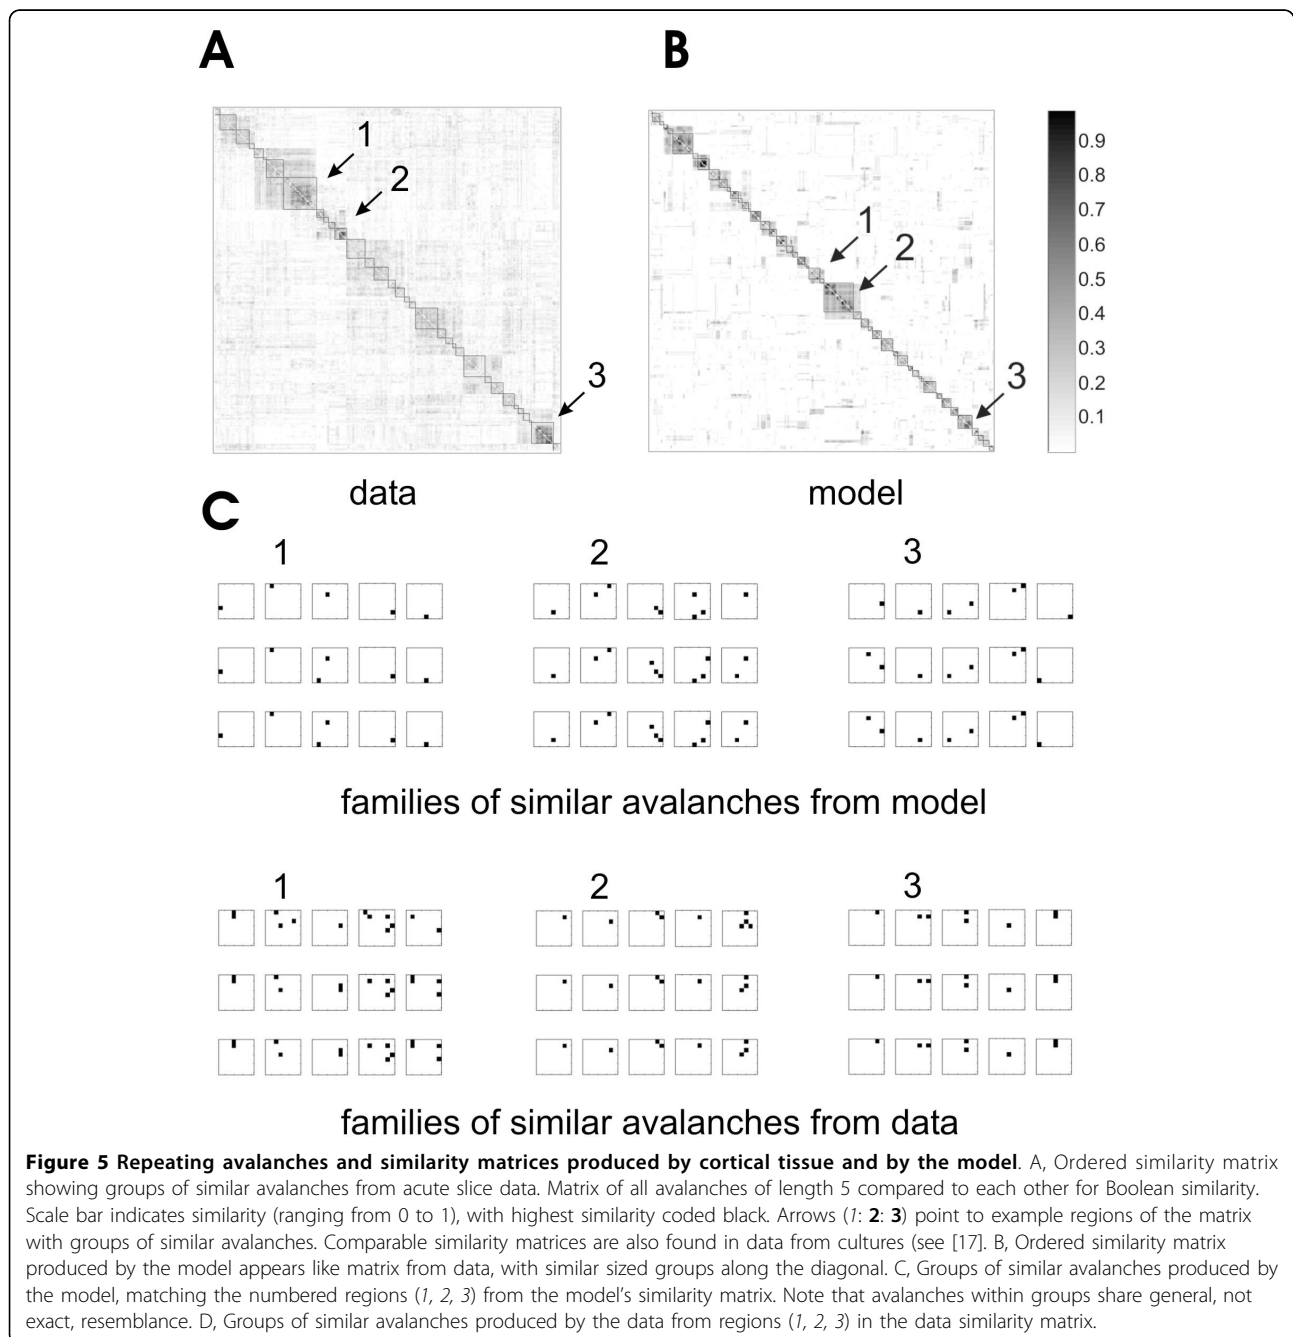 A
B
1
2
3
1
2
3
0.9
0.8
0.7
0.6
0.5
0.4
0.3
0.2
0.1
data
model
C
1
2
3
families of similar avalanches from model
1
2
3
families of similar avalanches from data
Figure 5 Repeating avalanches and similarity matrices produced by cortical tissue and by the model. A, Ordered similarity matrix
showing groups of similar avalanches from acute slice data. Matrix of all avalanches of length 5 compared to each other for Boolean similarity.
Scale bar indicates similarity (ranging from 0 to 1), with highest similarity coded black. Arrows (1: 2: 3) point to example regions of the matrix
with groups of similar avalanches. Comparable similarity matrices are also found in data from cultures (see [17]. B, Ordered similarity matrix
produced by the model appears like matrix from data, with similar sized groups along the diagonal. C, Groups of similar avalanches produced by
the model, matching the numbered regions (1, 2, 3) from the model's similarity matrix. Note that avalanches within groups share general, not
exact, resemblance. D, Groups of similar avalanches produced by the data from regions (1, 2, 3) in the data similarity matrix.